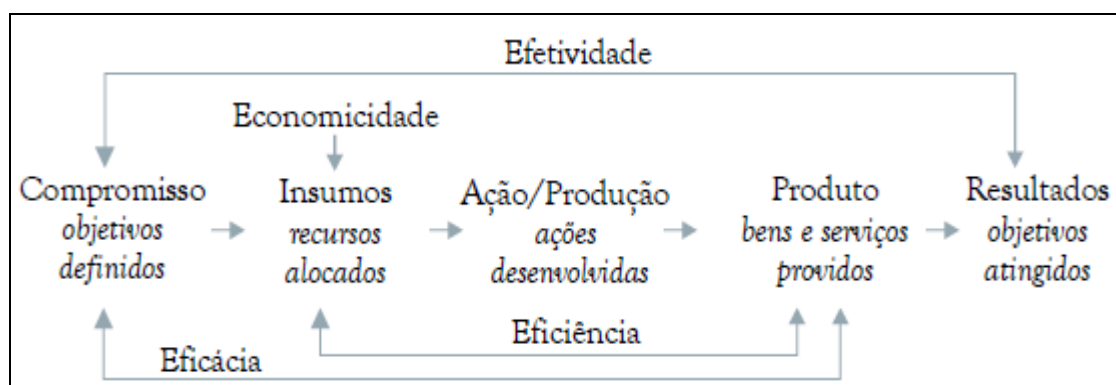 Efetividade
Economicidade
Compromisso
objetivos
definidos
Insumos
recursos
alocados
Ação/Produção
ações
desenvolvidas
Produto
bens e serviços
providos
Resultados
objetivos
atingidos
Eficiência
Eficácia